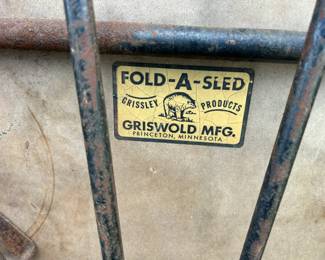 FOLD-A-SLED
GRISSLEY PRODUCTS
GRISWOLD MFG.
PRINCETON, MINNESOTA